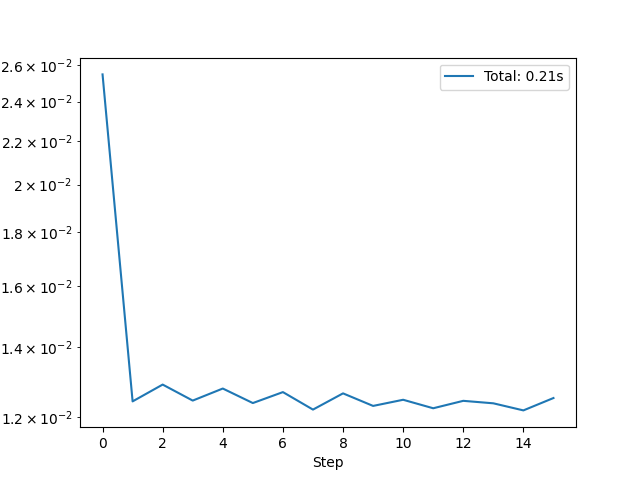 Total: 0.21s
2.6 × 10⁻²
2.4 × 10⁻²
2.2 × 10⁻²
2 × 10⁻²
1.8 × 10⁻²
1.6 × 10⁻²
1.4 × 10⁻²
1.2 × 10⁻²
0 2 4 6 8 10 12 14
Step